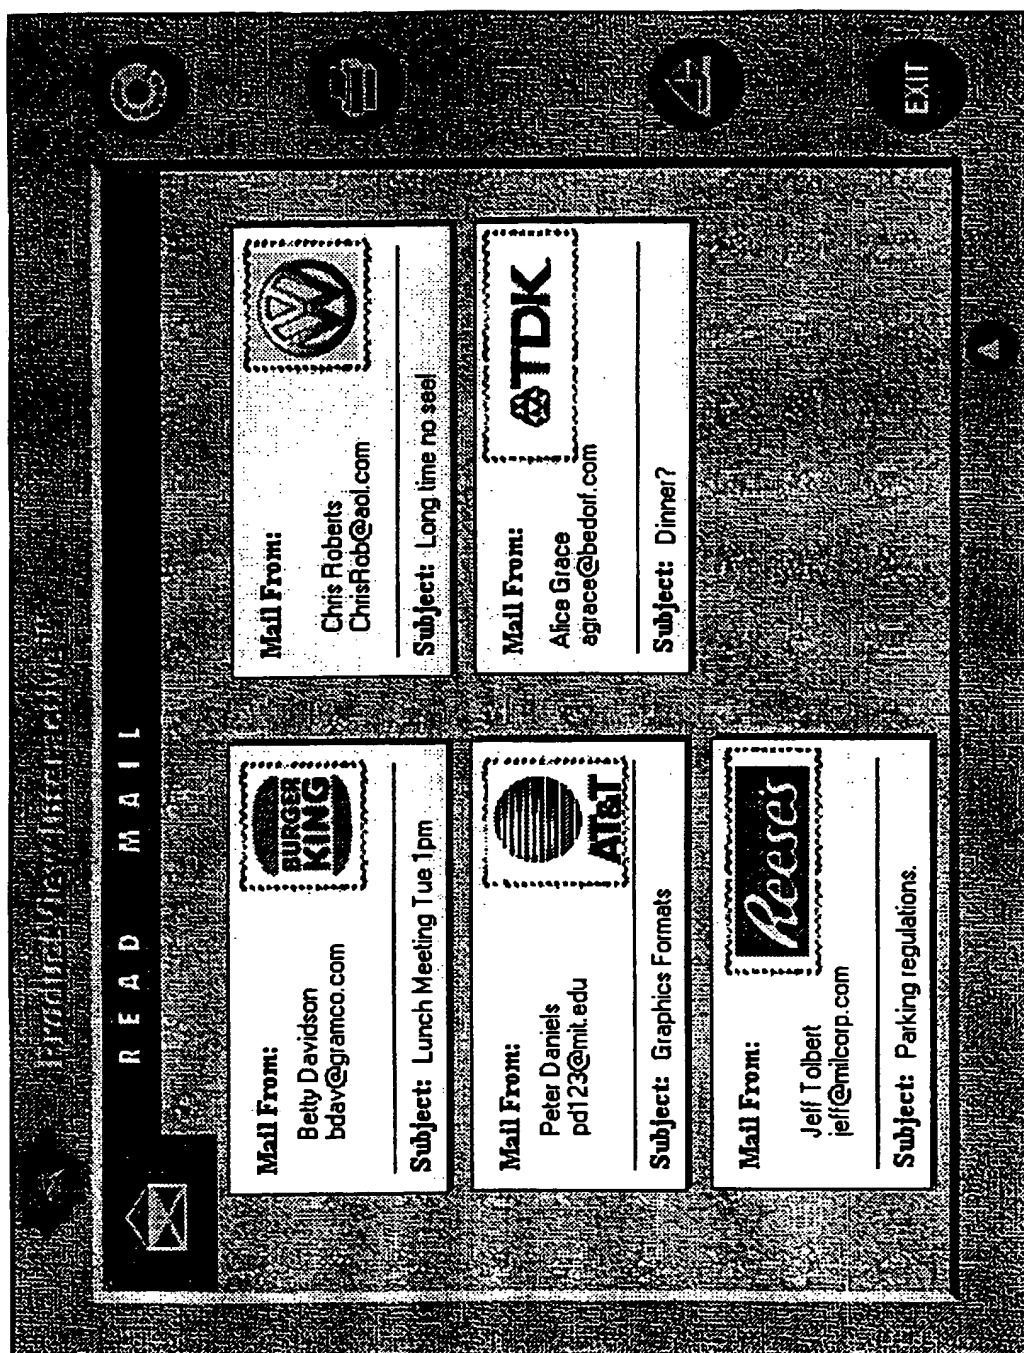 READ MAIL
Mail From:
Betty Davidson
bdav@gramco.com
BURGER
KING
Subject: Lunch Meeting Tue 1pm
Mail From:
Chris Roberts
ChrisRob@aol.com
Subject: Long time no see!
Mail From:
Peter Daniels
pd123@mit.edu
AT&T
Subject: Graphics Formats
Mail From:
Alice Grace
agrace@bedorf.com
TDK
Subject: Dinner?
Mail From:
Jeff Tolbert
jeff@milcorp.com
Reese's
Subject: Parking regulations.
EXIT